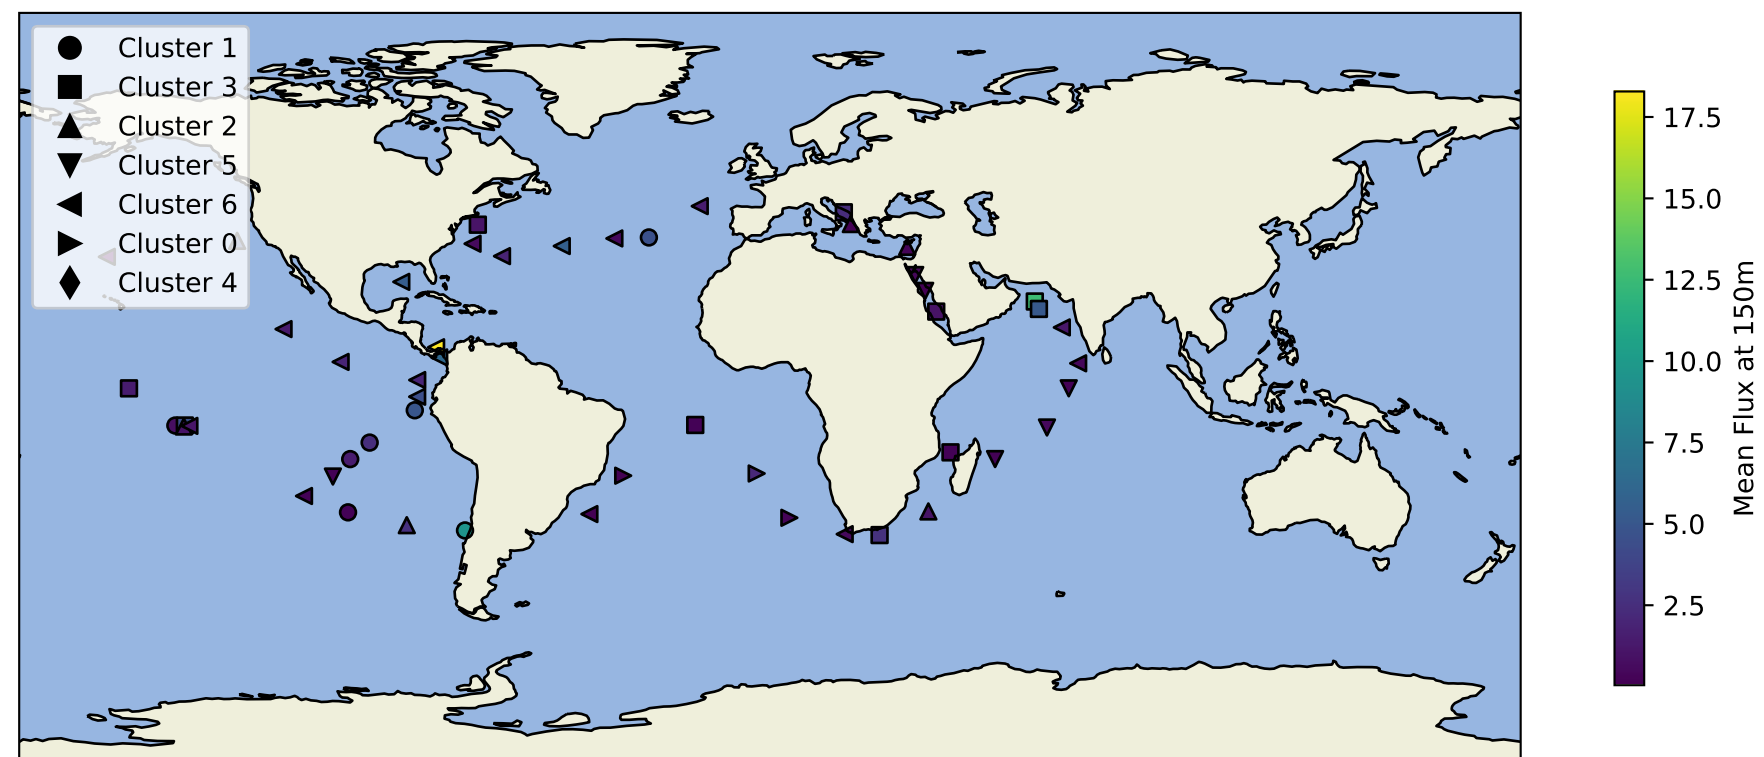 Cluster 1
Cluster 3
Cluster 2
Cluster 5
Cluster 6
Cluster 0
Cluster 4
17.5
15.0
12.5
10.0
7.5
5.0
2.5
Mean Flux at 150m